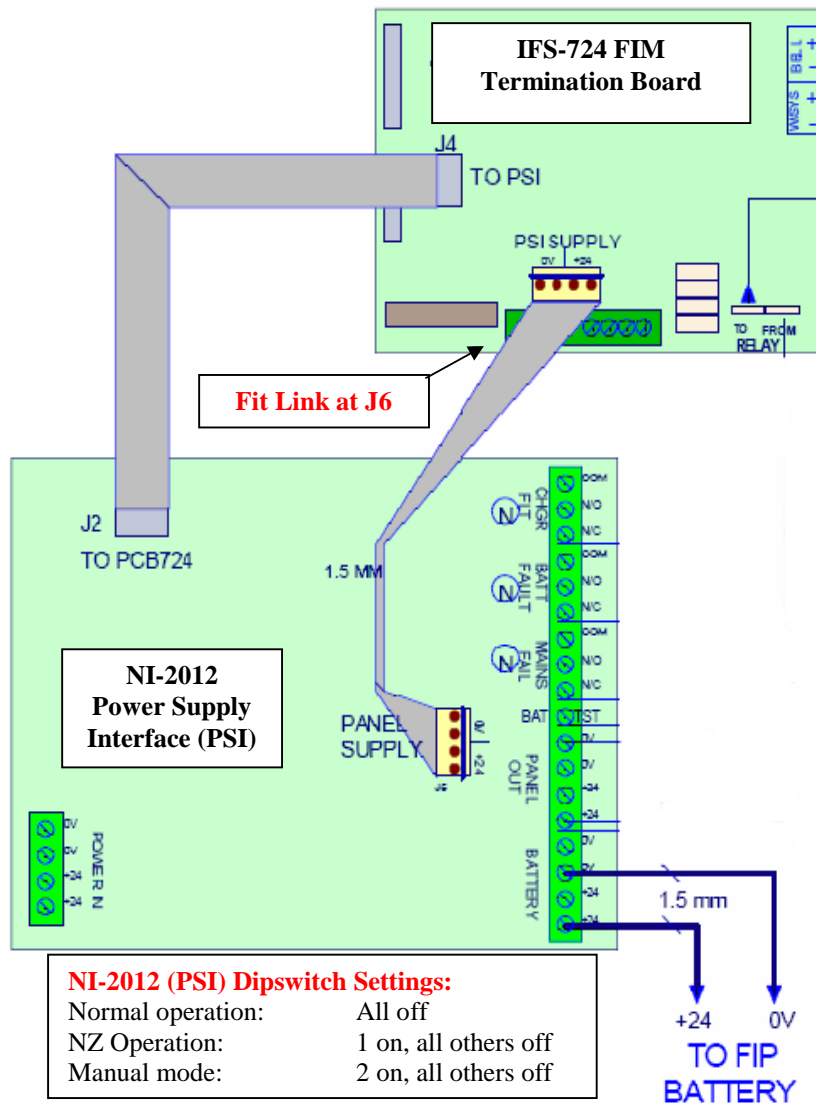 IFS-724 FIM
Termination Board
BELL
+
-
WMSYS
+
-
J4
TO PSI
PSI SUPPLY
0V +24
TO FROM
RELAY
Fit Link at J6
J2
TO PCB724
1.5 MM
NI-2012
Power Supply
Interface (PSI)
PANEL
SUPPLY
0V
+24
POWER N
0V
0V
+24
+24
CHGR
FLT
N
COM
N/O
N/C
BATT
FAULT
N
COM
N/O
N/C
MAINS
FAIL
N
COM
N/O
N/C
BAT TST
PANEL
OUT
0V
0V
+24
+24
BATTERY
0V
0V
+24
+24
1.5 mm
+24 0V
TO FIP
BATTERY
NI-2012 (PSI) Dipswitch Settings:
Normal operation: All off
NZ Operation: 1 on, all others off
Manual mode: 2 on, all others off